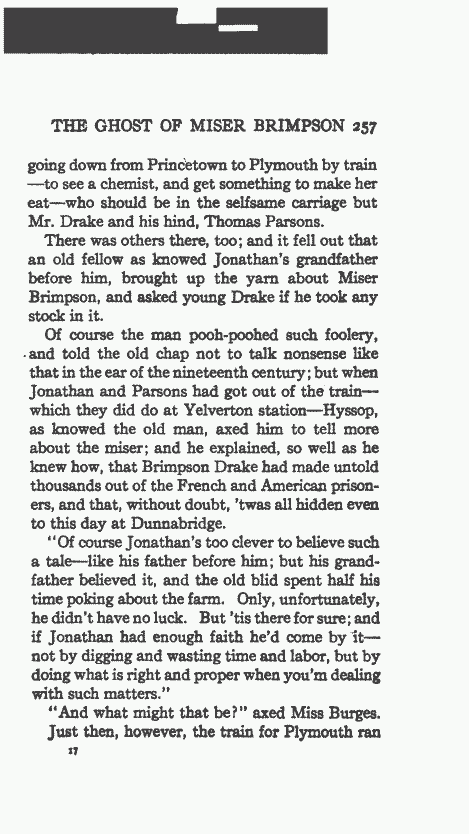 THE GHOST OF MISER BRIMPSON 257
going down from Princetown to Plymouth by train
—to see a chemist, and get something to make her
eat—who should be in the selfsame carriage but
Mr. Drake and his hind, Thomas Parsons.
There was others there, too; and it fell out that
an old fellow as knowed Jonathan's grandfather
before him, brought up the yarn about Miser
Brimpson, and asked young Drake if he took any
stock in it.
Of course the man pooh-poohed such foolery,
and told the old chap not to talk nonsense like
that in the ear of the nineteenth century; but when
Jonathan and Parsons had got out of the train—
which they did do at Yelverton station—Hyssop,
as knowed the old man, axed him to tell more
about the miser; and he explained, so well as he
knew how, that Brimpson Drake had made untold
thousands out of the French and American prison-
ers, and that, without doubt, 'twas all hidden even
to this day at Dunnabridge.
"Of course Jonathan's too clever to believe such
a tale—like his father before him; but his grand-
father believed it, and the old blid spent half his
time poking about the farm. Only, unfortunately,
he didn't have no luck. But 'tis there for sure; and
if Jonathan had enough faith he'd come by it—
not by digging and wasting time and labor, but by
doing what is right and proper when you'm dealing
with such matters."
"And what might that be?" axed Miss Burges.
Just then, however, the train for Plymouth ran
17